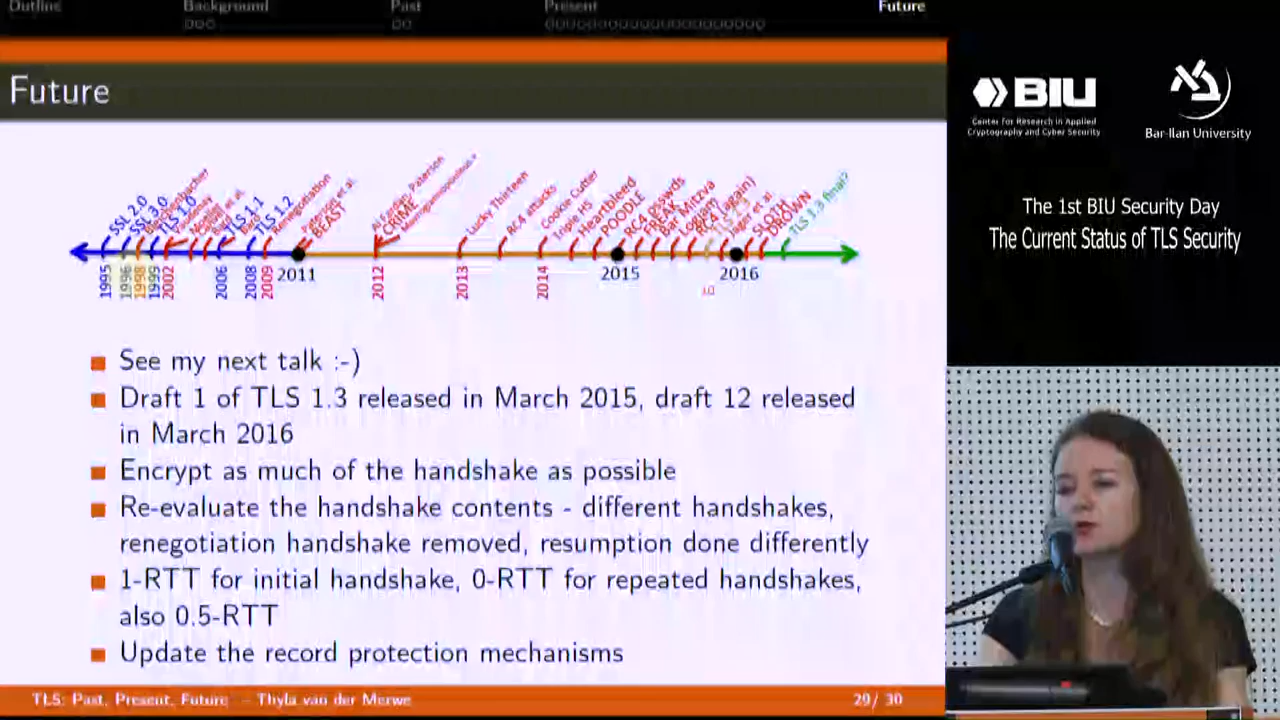 Outline Background Past Present Future
Future
SSL 2.0
SSL 3.0
Bleichenbacher
TLS 1.0
TLS 1.1
TLS 1.2
Renegotiation
BEAST
CRIME
Lucky Thirteen
RC4 attacks
Cookie Cutter
Triple HS
Heartbleed
POODLE
FREAK
Bar Mitzva
Logjam
SLOTH
DROWN
TLS 1.3 final?
1995 1996 1998 1999 2002 2006 2008 2009 2011 2012 2013 2014 2015 2016
See my next talk :-)
Draft 1 of TLS 1.3 released in March 2015, draft 12 released
in March 2016
Encrypt as much of the handshake as possible
Re-evaluate the handshake contents - different handshakes,
renegotiation handshake removed, resumption done differently
1-RTT for initial handshake, 0-RTT for repeated handshakes,
also 0.5-RTT
Update the record protection mechanisms
TLS: Past, Present, Future – Thyla van der Merwe 29/ 30
BIU
Center for Research in Applied
Cryptography and Cyber Security
Bar-Ilan University
The 1st BIU Security Day
The Current Status of TLS Security